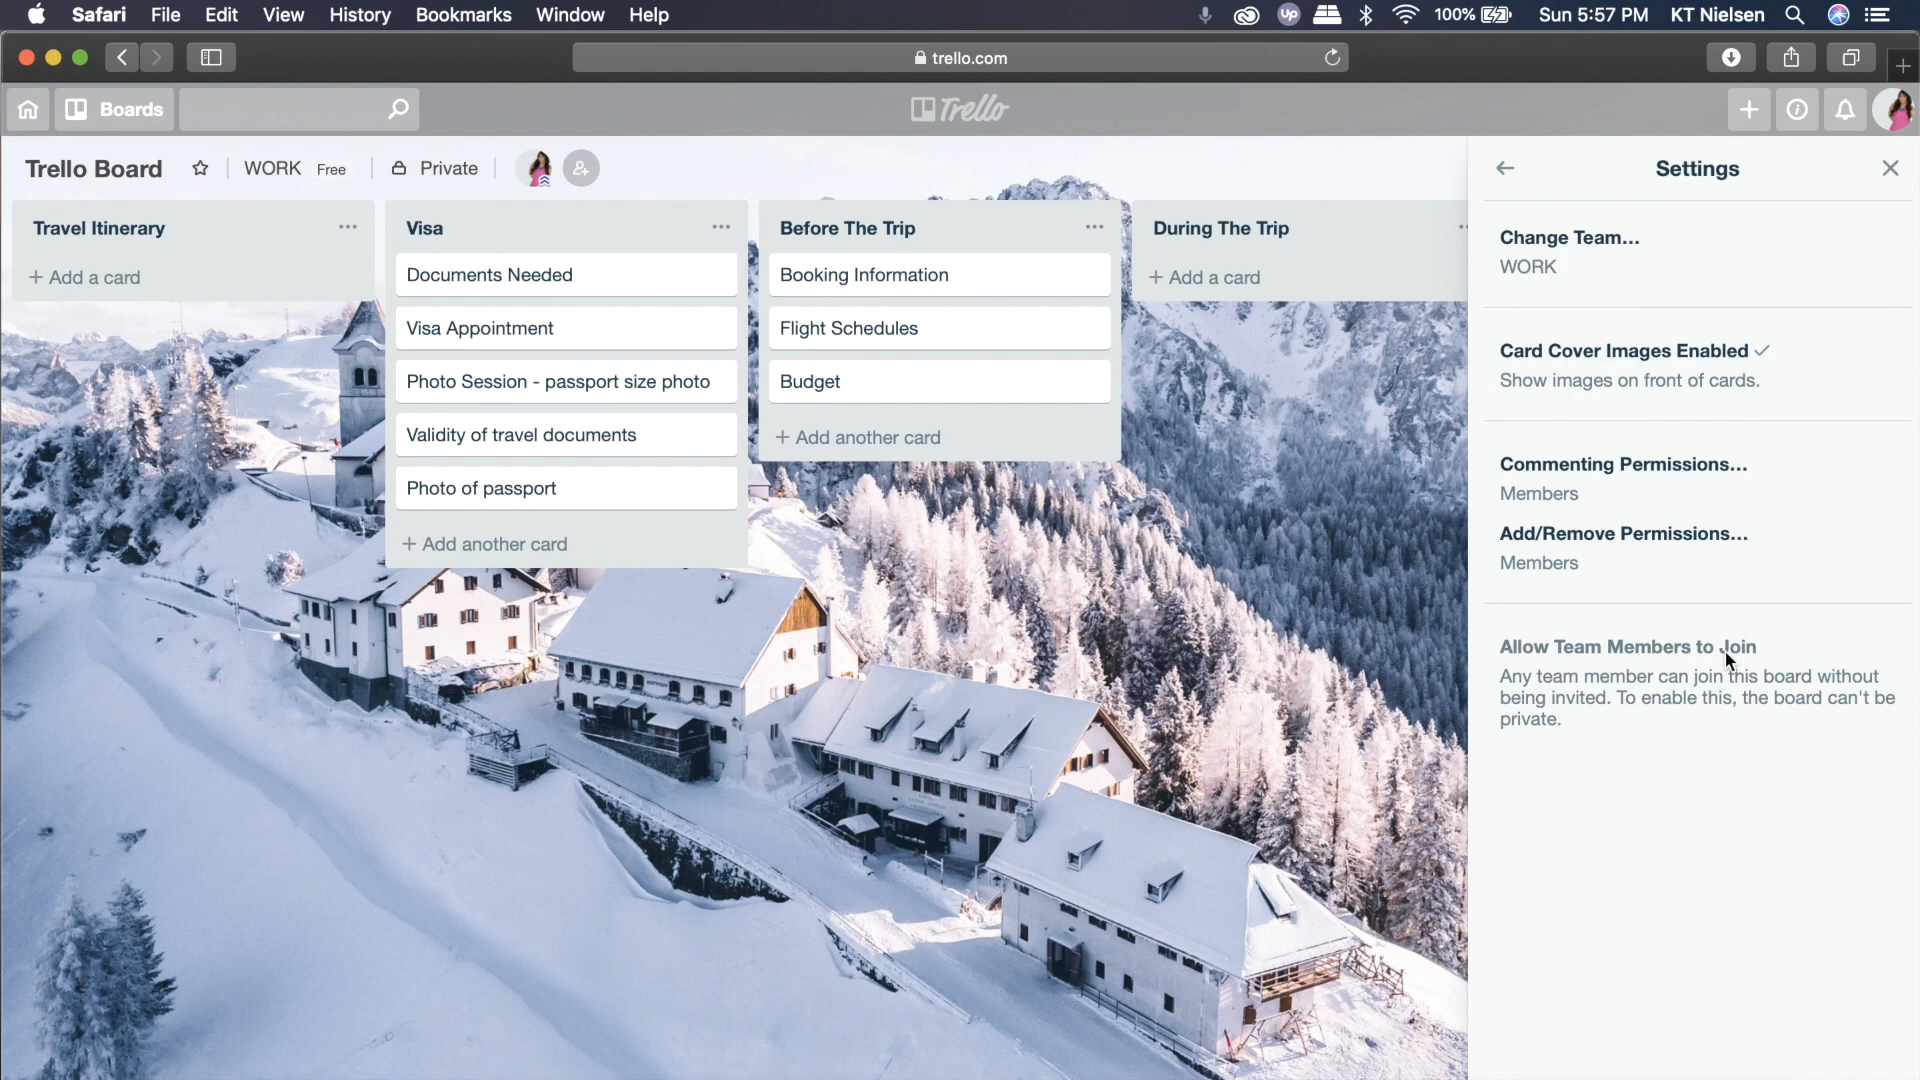 Safari File Edit View History Bookmarks Window Help
Up 100% Sun 5:57 PM KT Nielsen
trello.com
Boards
Trello
Trello Board WORK Free Private
Travel Itinerary
+ Add a card
Visa
Documents Needed
Visa Appointment
Photo Session - passport size photo
Validity of travel documents
Photo of passport
+ Add another card
Before The Trip
Booking Information
Flight Schedules
Budget
+ Add another card
During The Trip
+ Add a card
Settings
Change Team...
WORK
Card Cover Images Enabled
Show images on front of cards.
Commenting Permissions...
Members
Add/Remove Permissions...
Members
Allow Team Members to Join
Any team member can join this board without
being invited. To enable this, the board can't be
private.